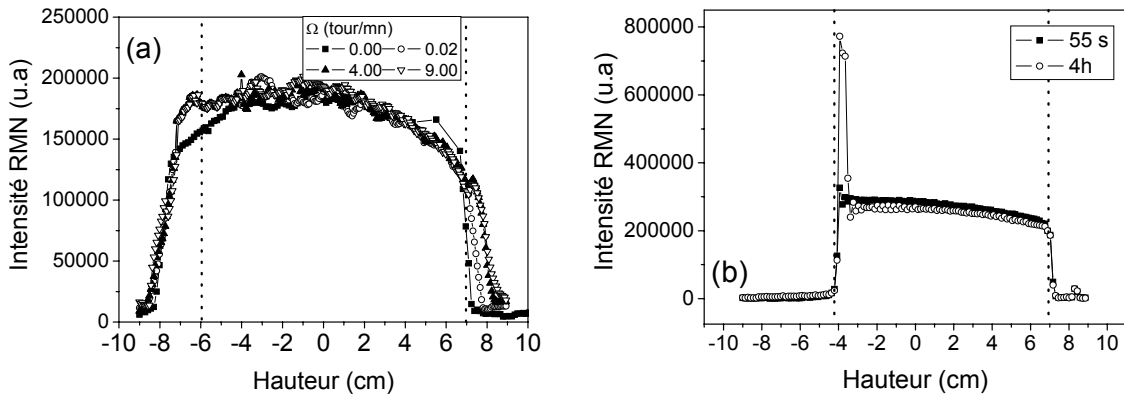 (a)
Ω (tour/mn)
0.00 0.02
4.00 9.00
250000
200000
150000
100000
50000
0
Intensité RMN (u.a)
-10 -8 -6 -4 -2 0 2 4 6 8 10
Hauteur (cm)
(b)
55 s
4h
800000
600000
400000
200000
0
Intensité RMN (u.a)
-10 -8 -6 -4 -2 0 2 4 6 8 10
Hauteur (cm)